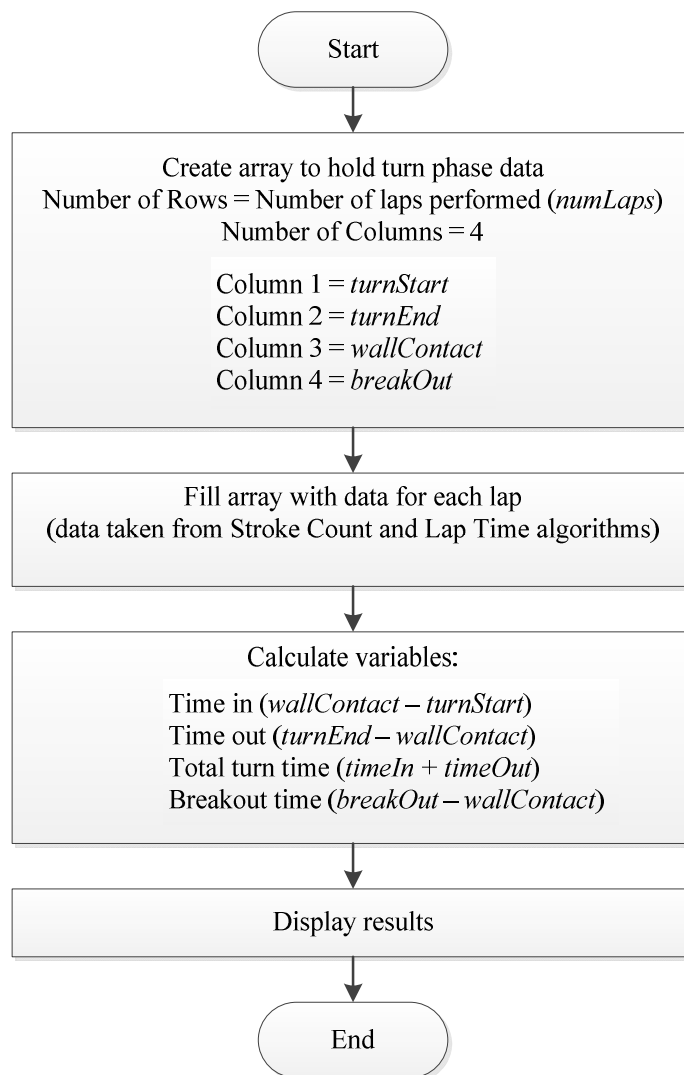 Start
Create array to hold turn phase data
Number of Rows = Number of laps performed (numLaps)
Number of Columns = 4
Column 1 = turnStart
Column 2 = turnEnd
Column 3 = wallContact
Column 4 = breakOut
Fill array with data for each lap
(data taken from Stroke Count and Lap Time algorithms)
Calculate variables:
Time in (wallContact – turnStart)
Time out (turnEnd – wallContact)
Total turn time (timeIn + timeOut)
Breakout time (breakOut – wallContact)
Display results
End